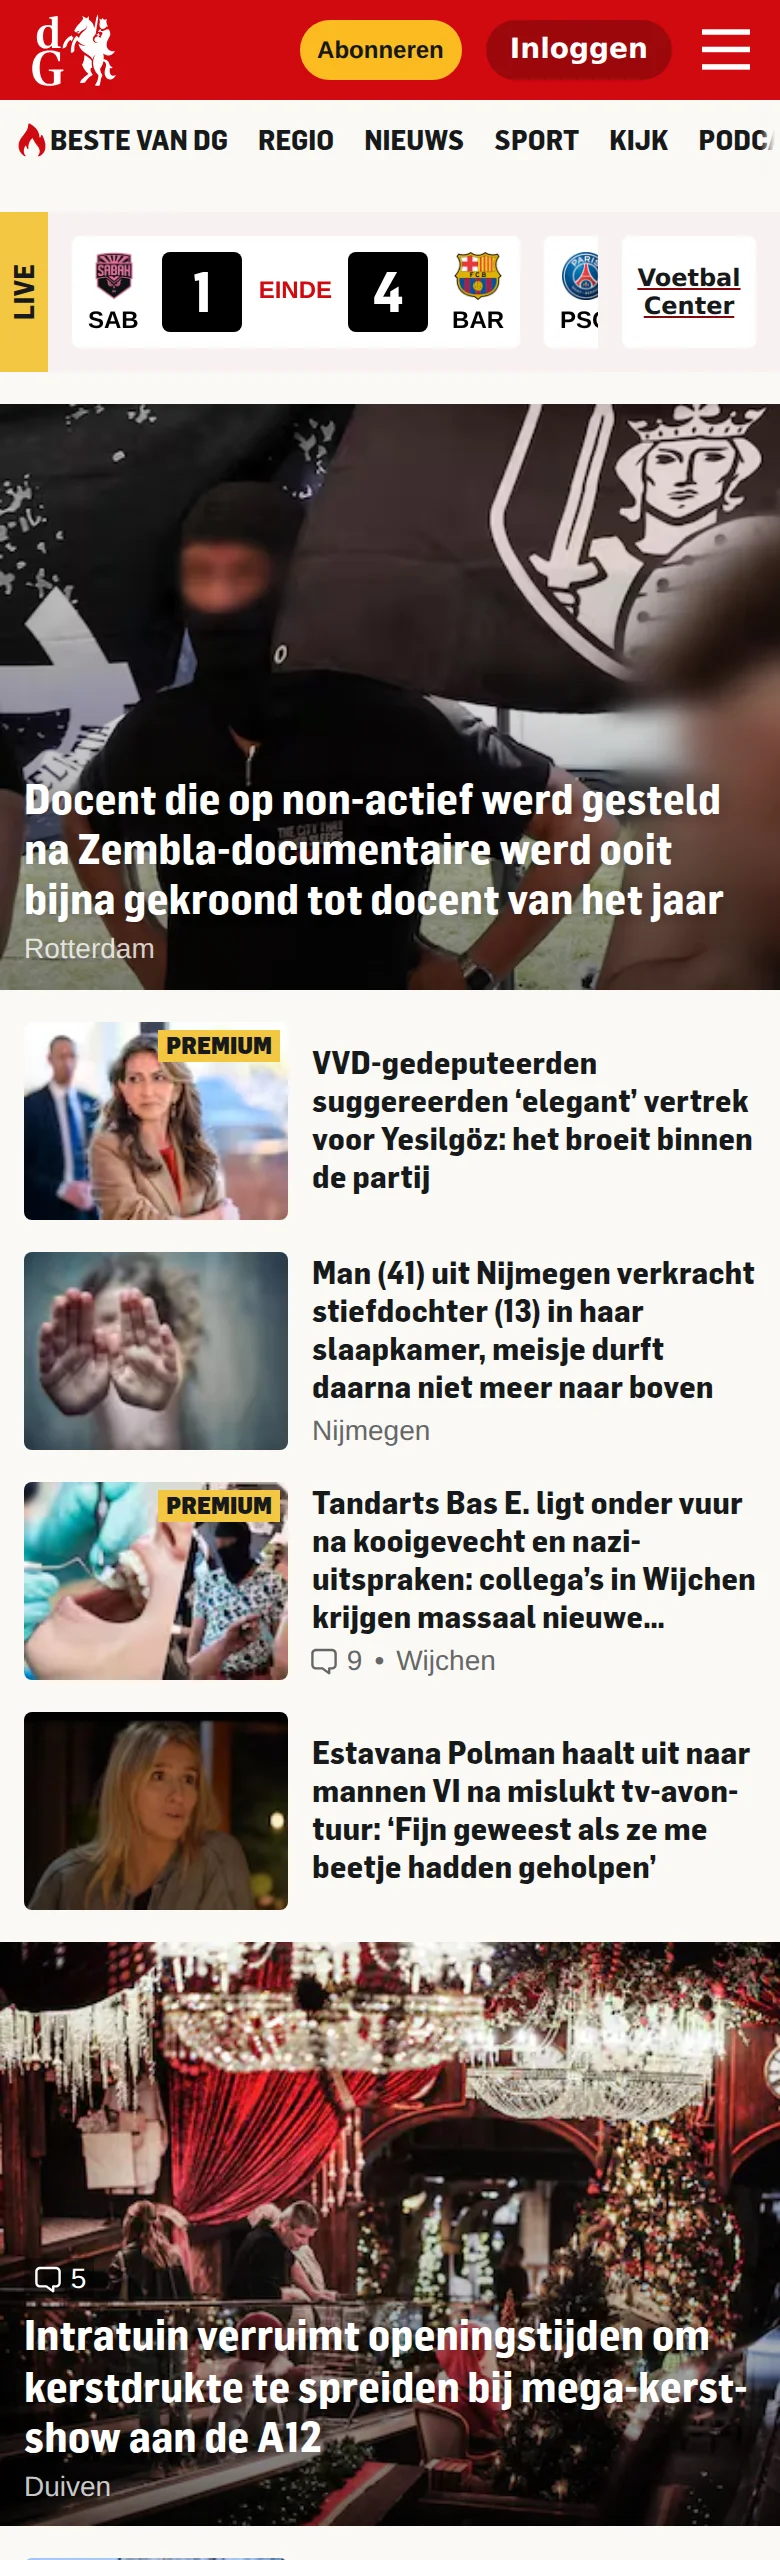 dG
Abonneren
Inloggen
BESTE VAN DG REGIO NIEUWS SPORT KIJK PODCA
LIVE
SAB
1
EINDE
4
BAR
PARIS
PSG
Voetbal
Center
Docent die op non-actief werd gesteld
na Zembla-documentaire werd ooit
bijna gekroond tot docent van het jaar
Rotterdam
PREMIUM
VVD-gedeputeerden
suggereerden ‘elegant’ vertrek
voor Yesilgöz: het broeit binnen
de partij
Man (41) uit Nijmegen verkracht
stiefdochter (13) in haar
slaapkamer, meisje durft
daarna niet meer naar boven
Nijmegen
PREMIUM
Tandarts Bas E. ligt onder vuur
na kooigevecht en nazi-
uitspraken: collega’s in Wijchen
krijgen massaal nieuwe...
9 • Wijchen
Estavana Polman haalt uit naar
mannen VI na mislukt tv-avon-
tuur: ‘Fijn geweest als ze me
beetje hadden geholpen’
5
Intratuin verruimt openingstijden om
kerstdrukte te spreiden bij mega-kerst-
show aan de A12
Duiven